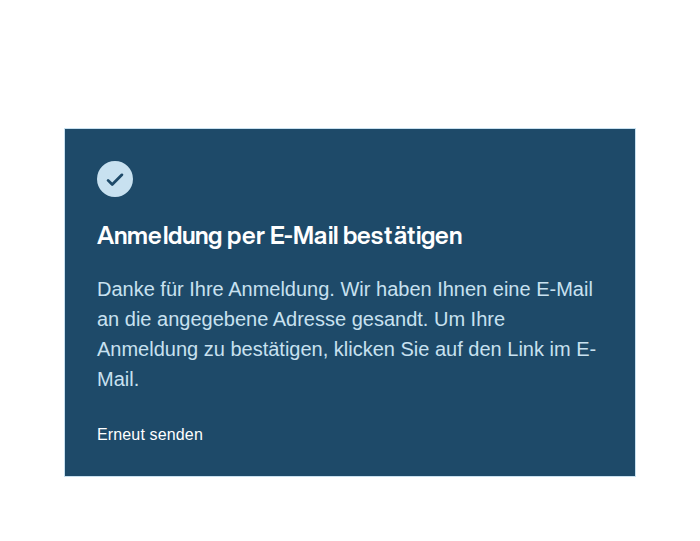 Anmeldung per E-Mail bestätigen
Danke für Ihre Anmeldung. Wir haben Ihnen eine E-Mail
an die angegebene Adresse gesandt. Um Ihre
Anmeldung zu bestätigen, klicken Sie auf den Link im E-
Mail.
Erneut senden